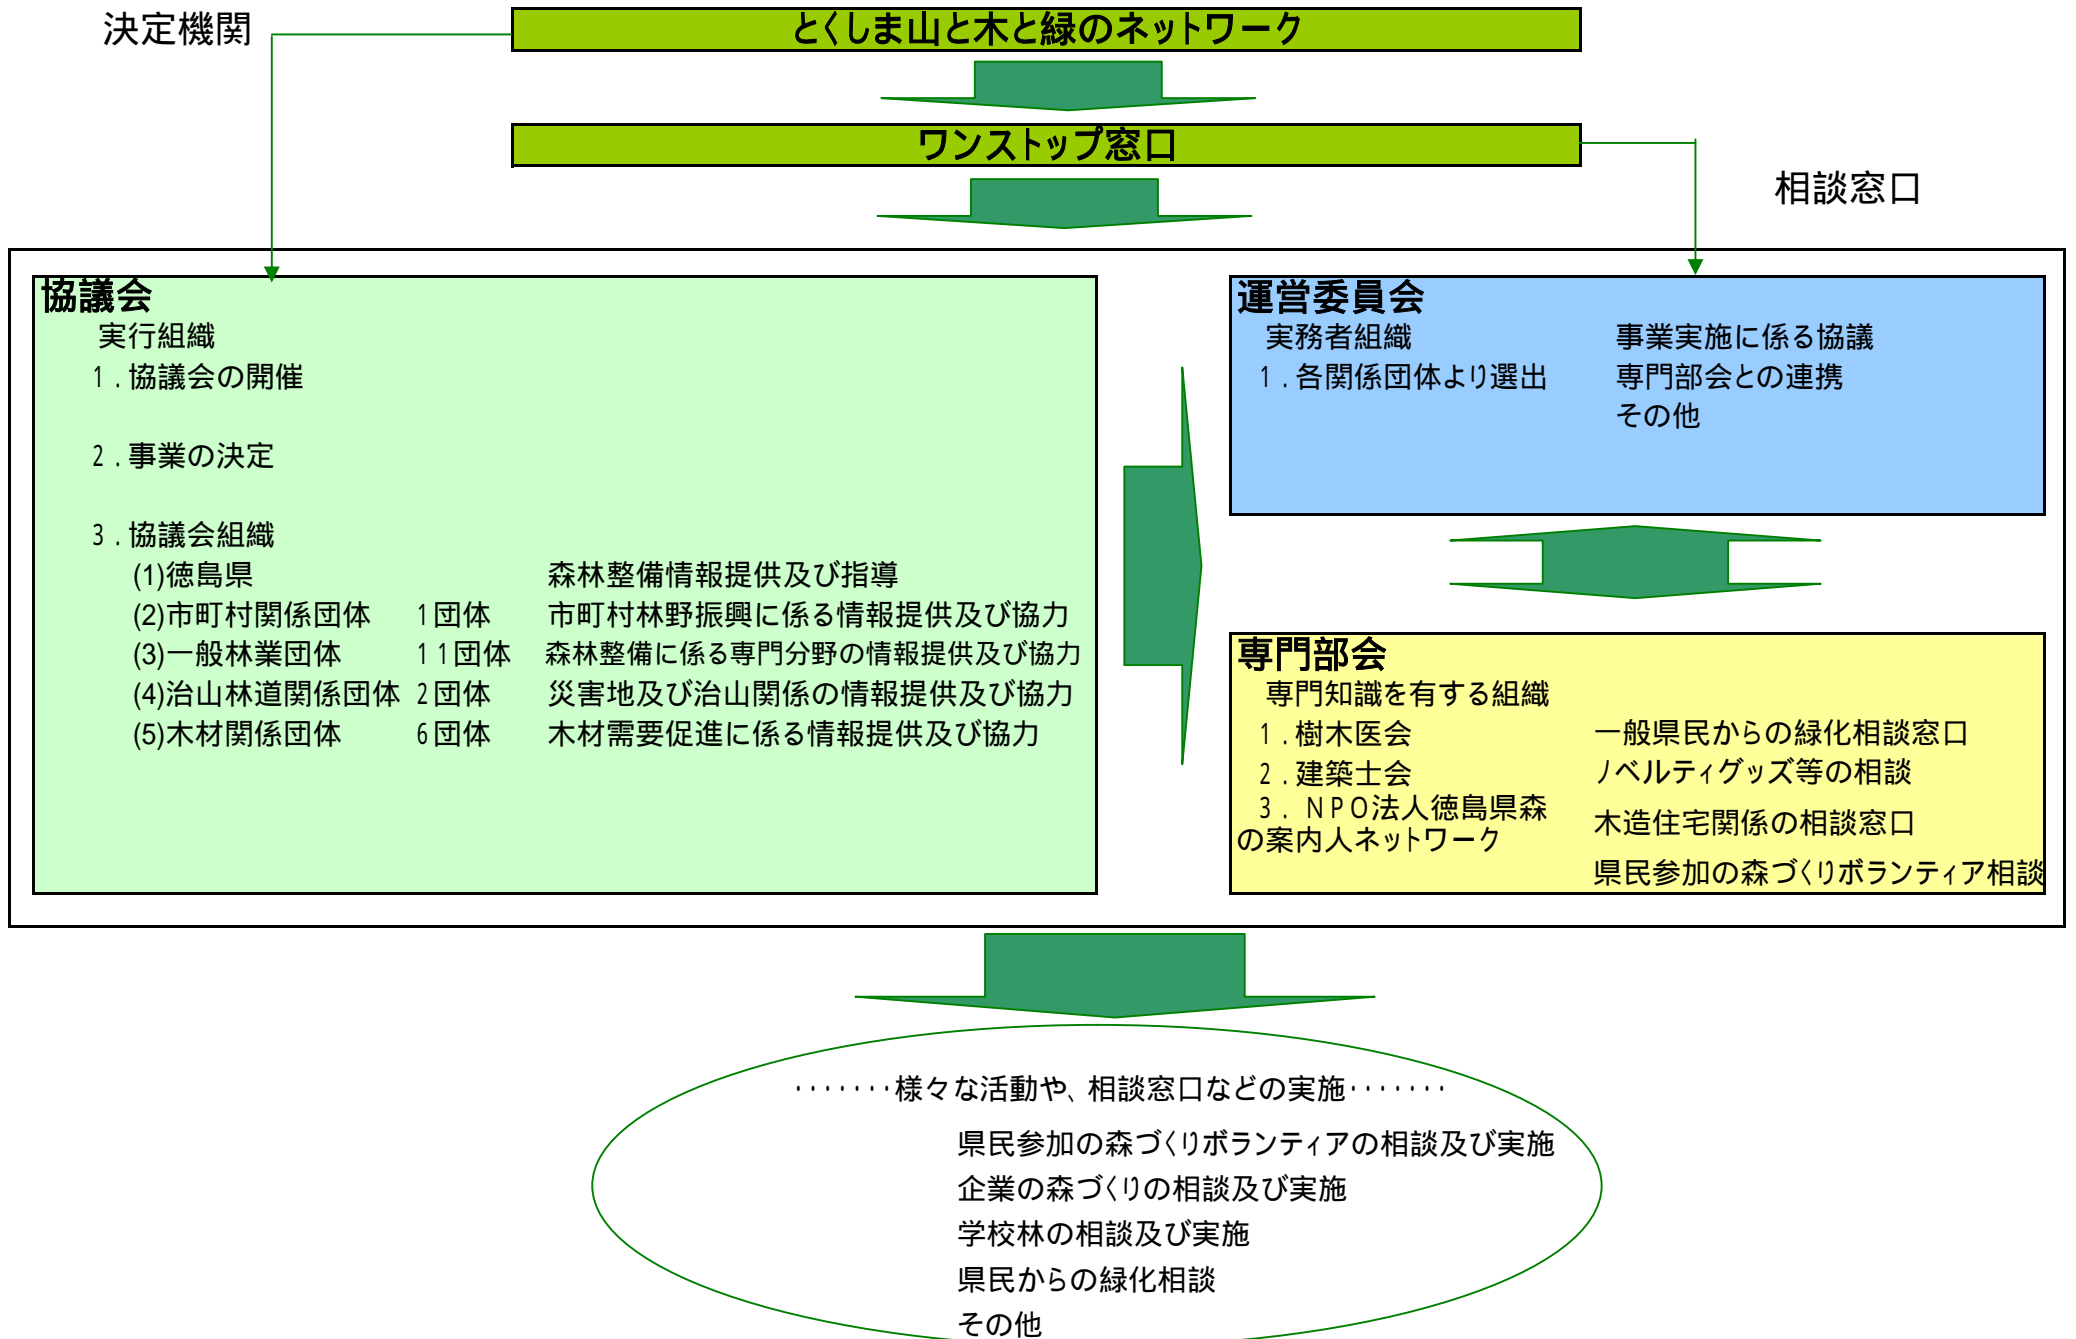 決定機関
とくしま山と木と緑のネットワーク
ワンストップ窓口
相談窓口
協議会
実行組織
1．協議会の開催
2．事業の決定
3．協議会組織
(1)徳島県 森林整備情報提供及び指導
(2)市町村関係団体 1団体 市町村林野振興に係る情報提供及び協力
(3)一般林業団体 11団体 森林整備に係る専門分野の情報提供及び協力
(4)治山林道関係団体 2団体 災害地及び治山関係の情報提供及び協力
(5)木材関係団体 6団体 木材需要促進に係る情報提供及び協力
運営委員会
実務者組織 事業実施に係る協議
1．各関係団体より選出 専門部会との連携
その他
専門部会
専門知識を有する組織
1．樹木医会 一般県民からの緑化相談窓口
2．建築士会 ノベルティグッズ等の相談
3．NPO法人徳島県森
の案内人ネットワーク
木造住宅関係の相談窓口
県民参加の森づくりボランティア相談
･･･････様々な活動や、相談窓口などの実施･･･････
県民参加の森づくりボランティアの相談及び実施
企業の森づくりの相談及び実施
学校林の相談及び実施
県民からの緑化相談
その他